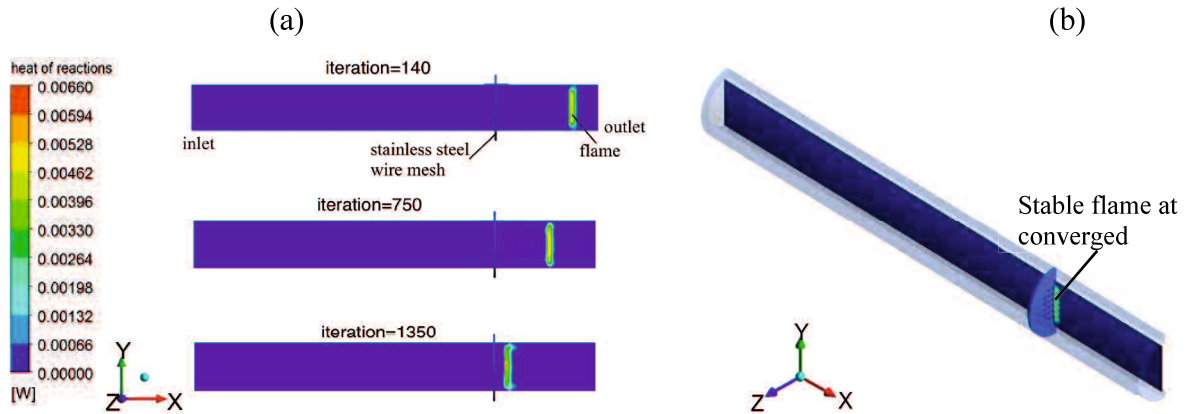 (a)
(b)
heat of reactions
0.00660
0.00594
0.00528
0.00462
0.00396
0.00330
0.00264
0.00198
0.00132
0.00066
0.00000
[W]
iteration=140
inlet
outlet
stainless steel
wire mesh
flame
iteration=750
iteration=1350
Y
Z
X
Stable flame at
converged
Y
Z
X